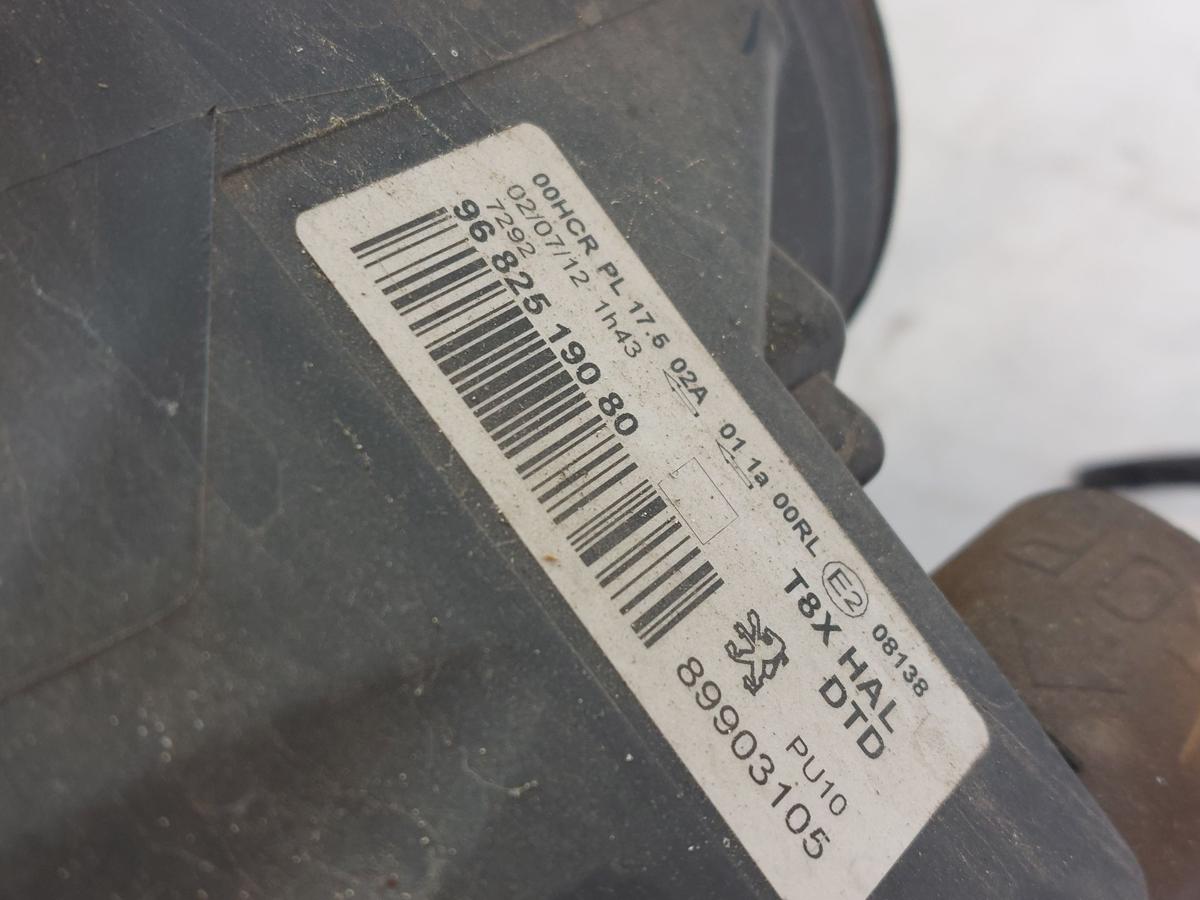 00HCR PL 17.5 02A 01 1a 00RL E2 08138
02/07/12 1h43
7292
96 825 190 80
T8X HAL
DTD
PU10
89903105